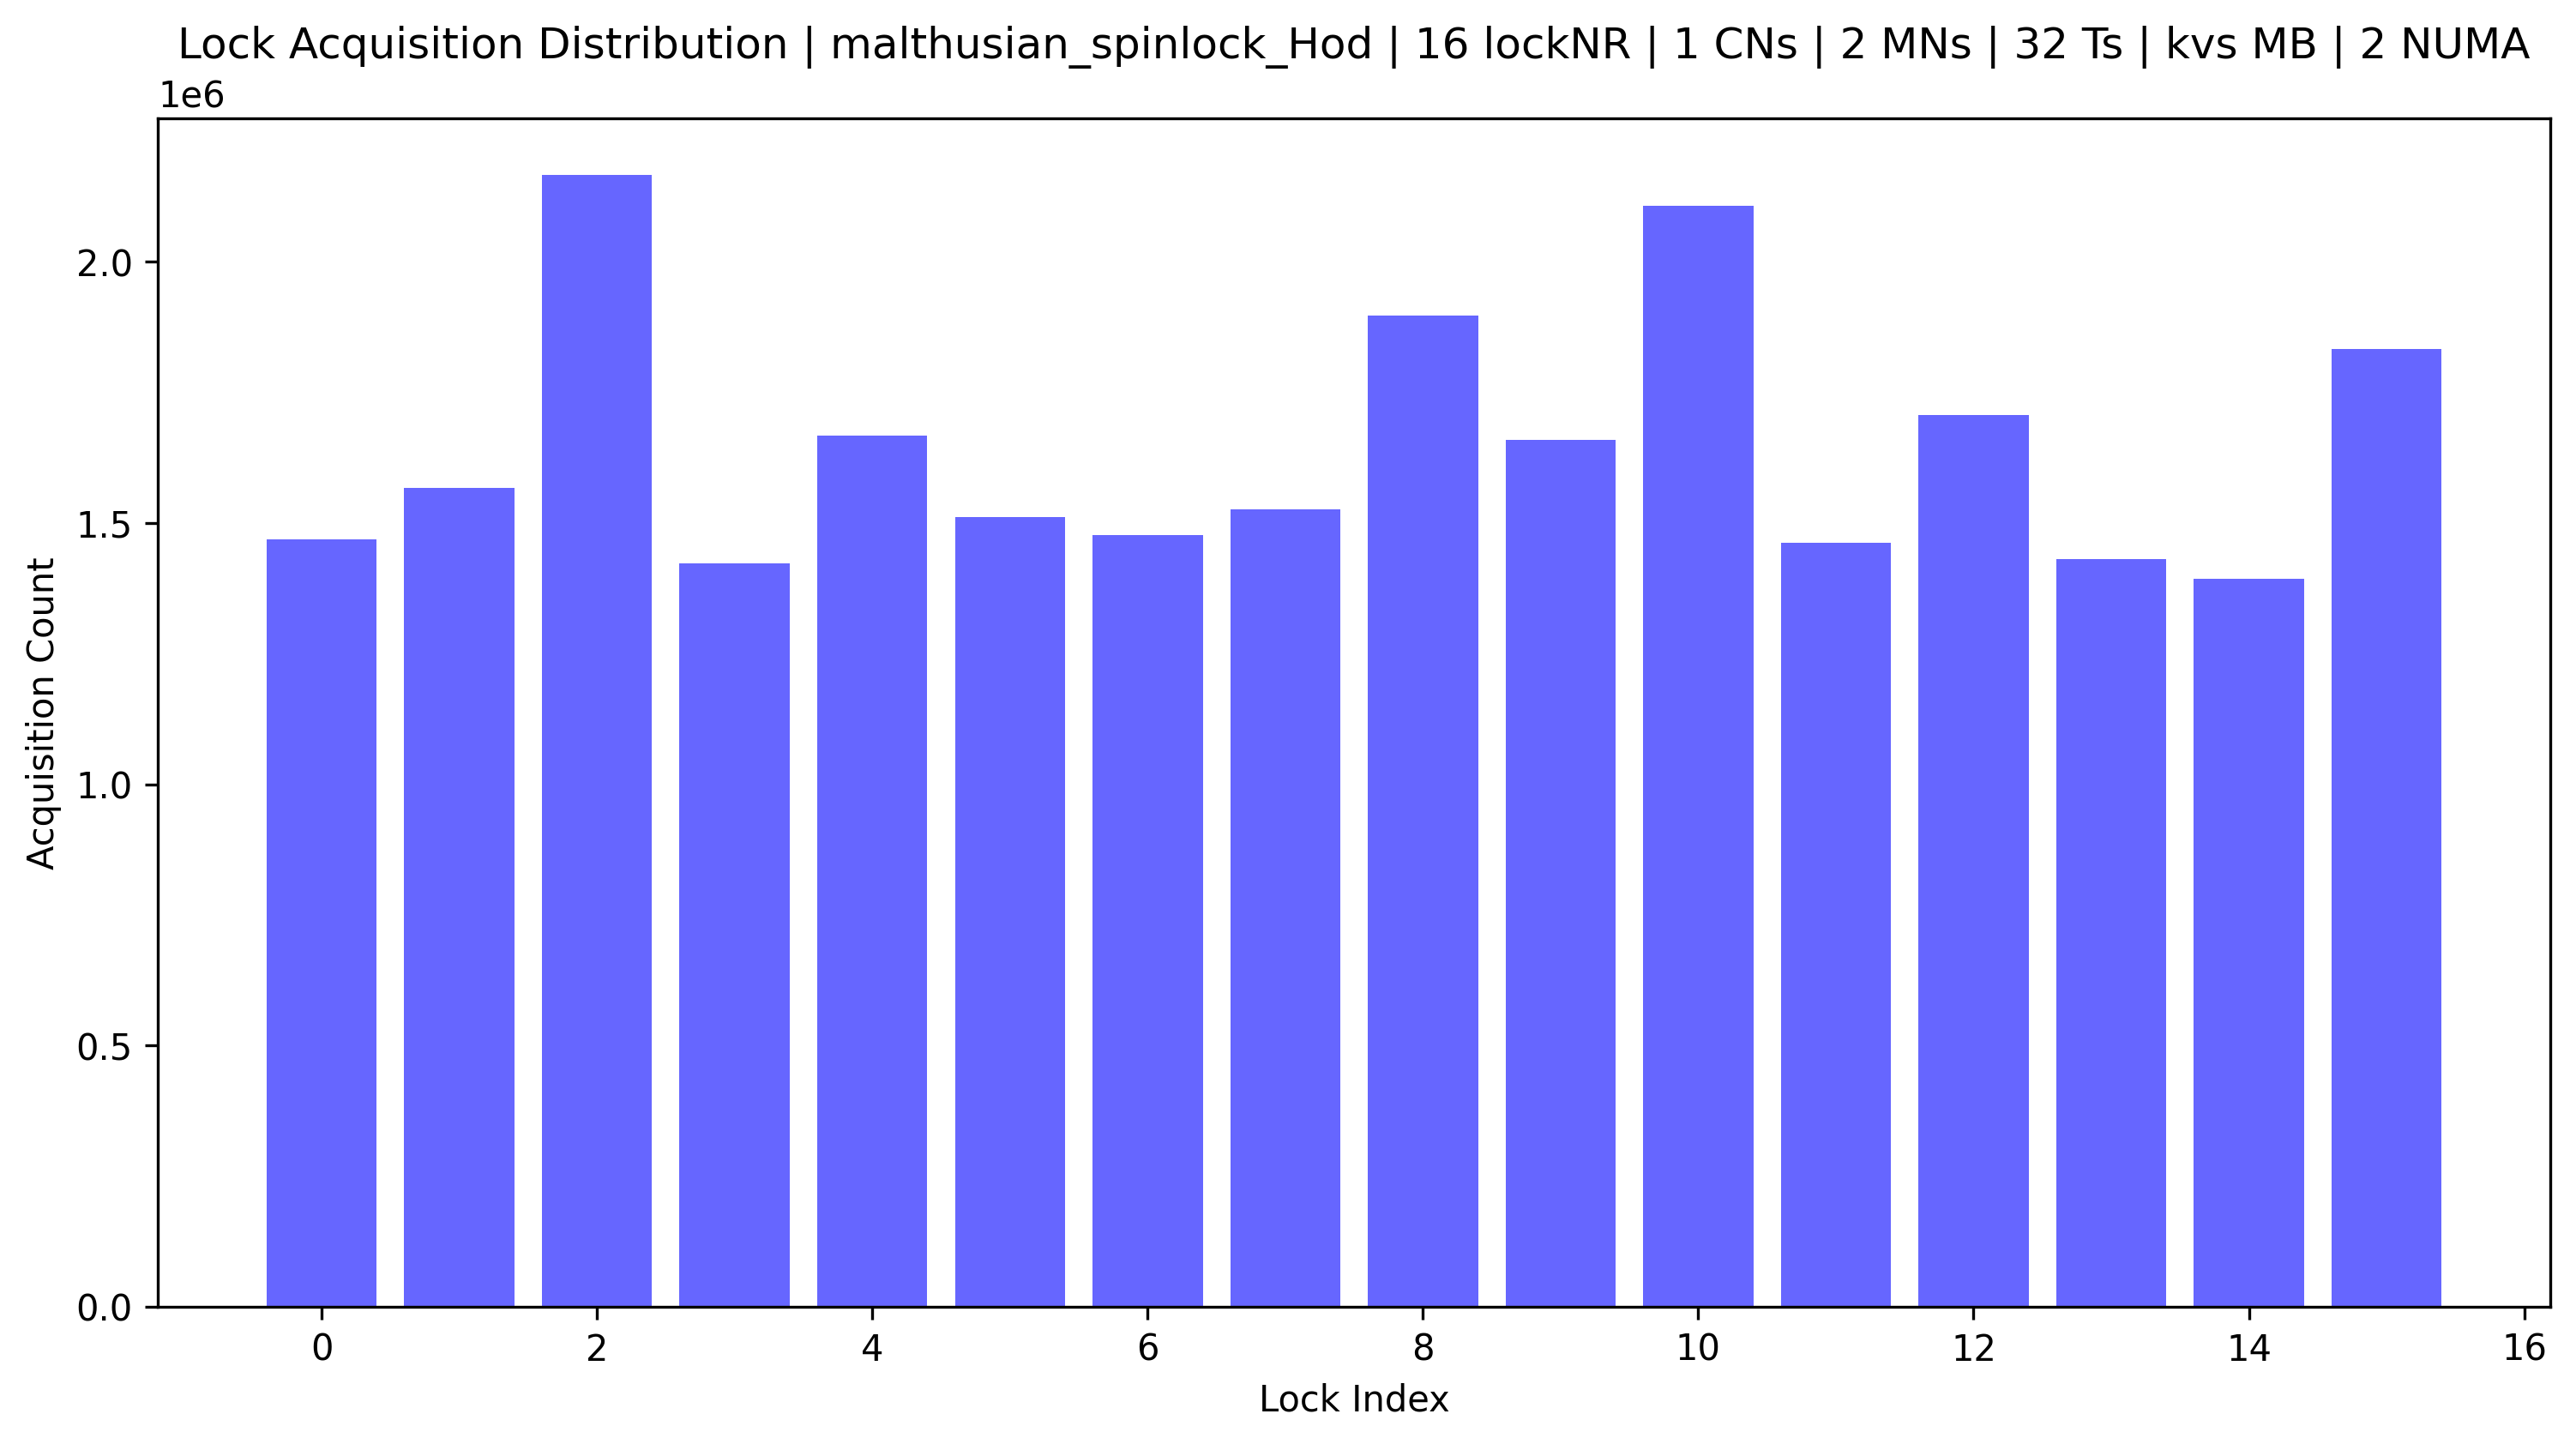 Lock Acquisition Distribution | malthusian_spinlock_Hod | 16 lockNR | 1 CNs | 2 MNs | 32 Ts | kvs MB | 2 NUMA
1e6
2.0
1.5
1.0
0.5
0.0
Acquisition Count
0 2 4 6 8 10 12 14 16
Lock Index